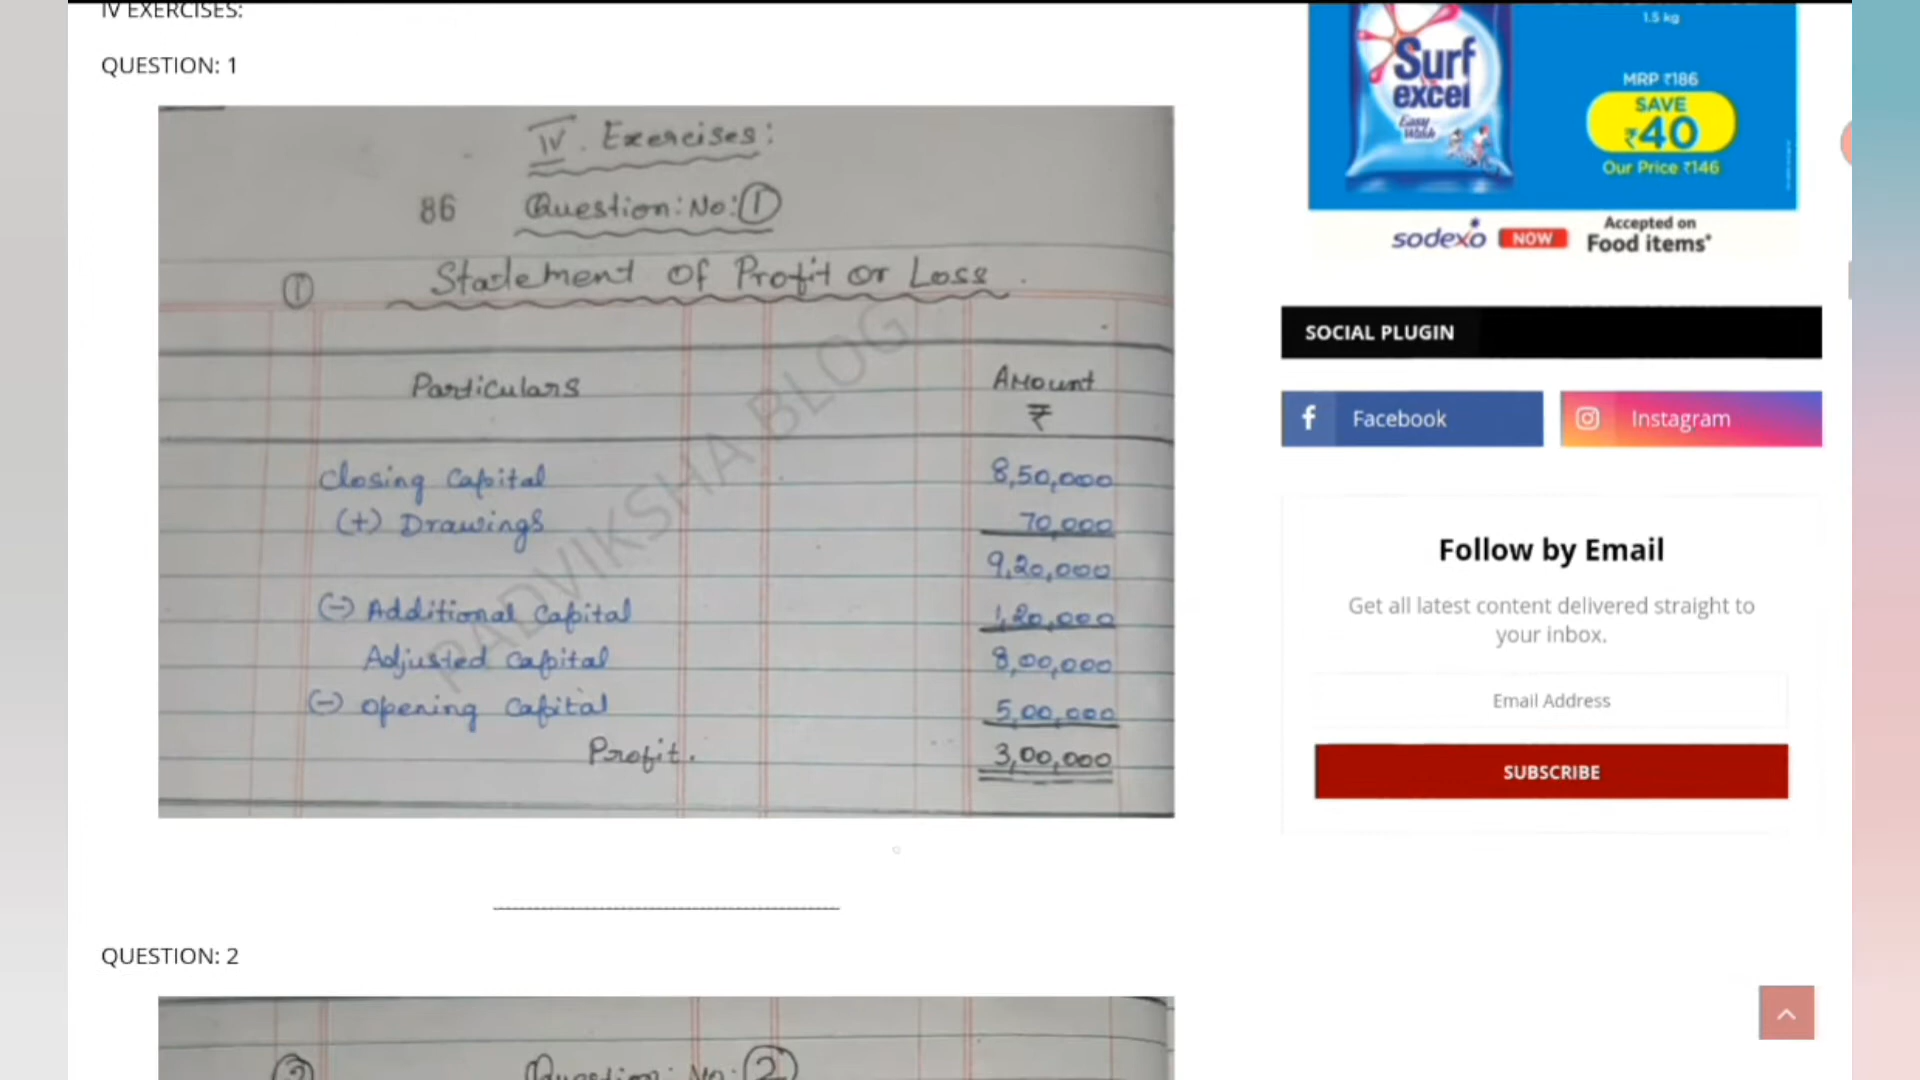 IV EXERCISES:
QUESTION: 1
IV. Exercises:
86 Question: No: 1
1 Statement Of Profit or Loss.
Particulars Amount
₹
Closing Capital 8,50,000
(+) Drawings 70,000
9,20,000
(-) Additional Capital 1,20,000
Adjusted Capital 8,00,000
(-) Opening Capital 5,00,000
Profit. 3,00,000
PADVIKSHA BLOG
QUESTION: 2
2 Question: No: 2
1.5 kg
Surf
excel
Easy
Wash
MRP ₹186
SAVE
₹40
Our Price ₹146
sodexo NOW Accepted on
Food items*
SOCIAL PLUGIN
Facebook Instagram
Follow by Email
Get all latest content delivered straight to
your inbox.
Email Address
SUBSCRIBE